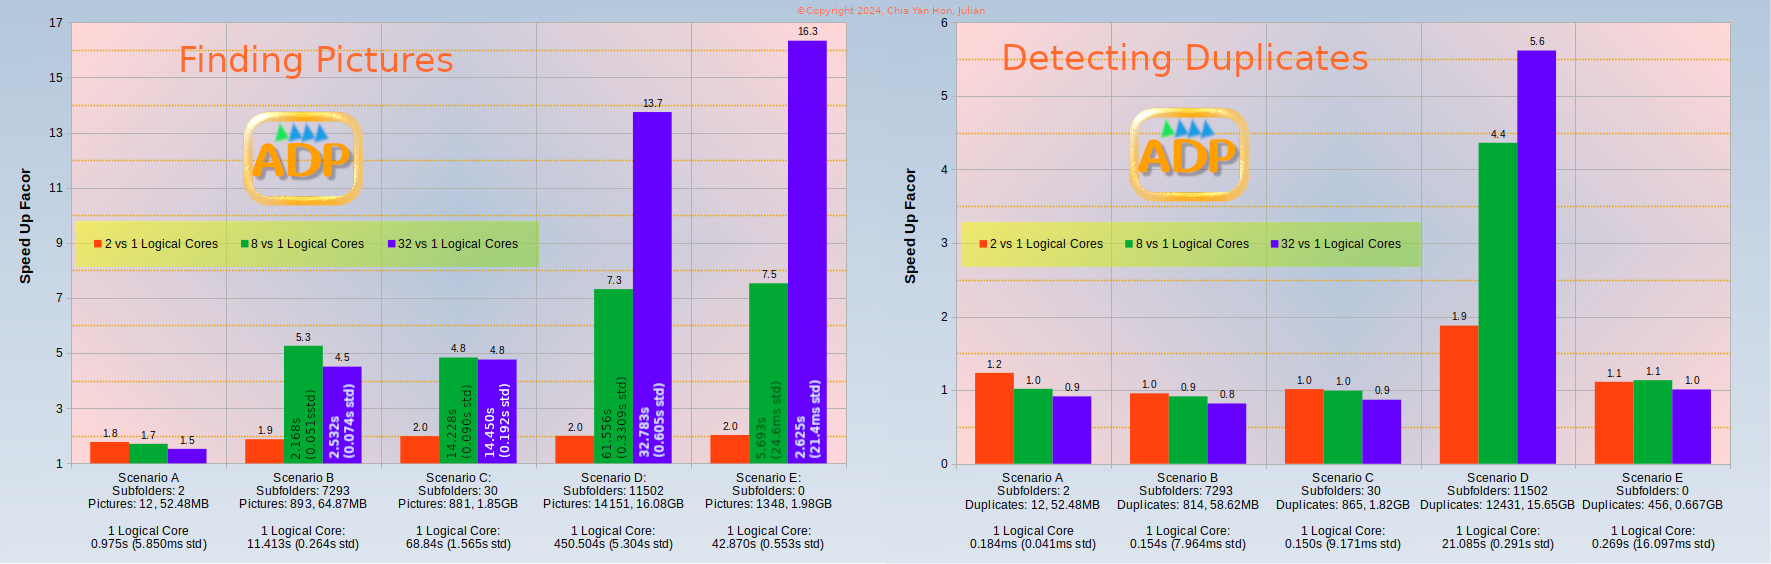 ©Copyright 2024, Chia Yan Hon, Julian
Finding Pictures
ADP
Speed Up Facor
17
15
13
11
9
7
5
3
1
2 vs 1 Logical Cores
8 vs 1 Logical Cores
32 vs 1 Logical Cores
1.8
1.7
1.5
1.9
5.3
4.5
2.0
4.8
4.8
2.0
7.3
13.7
2.0
7.5
16.3
2.168s
(0.051sstd)
2.532s
(0.074s std)
14.228s
(0.090s std)
14.450s
(0.192s std)
61.556s
(0.3309s std)
32.783s
(0.605s std)
5.693s
(24.6ms std)
2.625s
(21.4ms std)
Scenario A
Subfolders: 2
Pictures: 12, 52.48MB
1 Logical Core
0.975s (5.850ms std)
Scenario B
Subfolders: 7293
Pictures: 893, 64.87MB
1 Logical Core:
11.413s (0.264s std)
Scenario C:
Subfolders: 30
Pictures: 881, 1.85GB
1 Logical Core:
68.84s (1.565s std)
Scenario D:
Subfolders: 11502
Pictures: 14151, 16.08GB
1 Logical Core:
450.504s (5.304s std)
Scenario E:
Subfolders: 0
Pictures: 1348, 1.98GB
1 Logical Core:
42.870s (0.553s std)
Detecting Duplicates
ADP
Speed Up Facor
6
5
4
3
2
1
0
2 vs 1 Logical Cores
8 vs 1 Logical Cores
32 vs 1 Logical Cores
1.2
1.0
0.9
1.0
0.9
0.8
1.0
1.0
0.9
1.9
4.4
5.6
1.1
1.1
1.0
Scenario A
Subfolders: 2
Duplicates: 12, 52.48MB
1 Logical Core
0.184ms (0.041ms std)
Scenario B
Subfolders: 7293
Duplicates: 814, 58.62MB
1 Logical Core:
0.154s (7.964ms std)
Scenario C
Subfolders: 30
Duplicates: 865, 1.82GB
1 Logical Core:
0.150s (9.171ms std)
Scenario D
Subfolders: 11502
Duplicates: 12431, 15.65GB
1 Logical Core:
21.085s (0.291s std)
Scenario E
Subfolders: 0
Duplicates: 456, 0.667GB
1 Logical Core:
0.269s (16.097ms std)